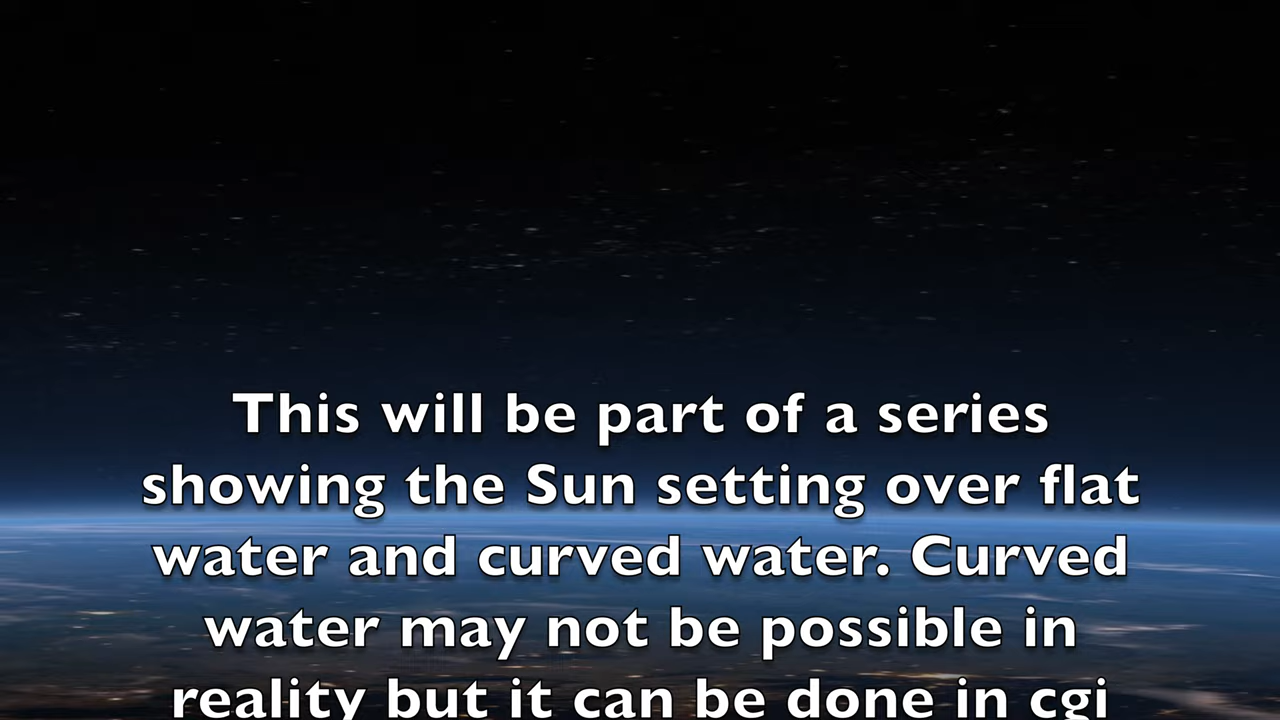 This will be part of a series
showing the Sun setting over flat
water and curved water. Curved
water may not be possible in
reality but it can be done in cgi